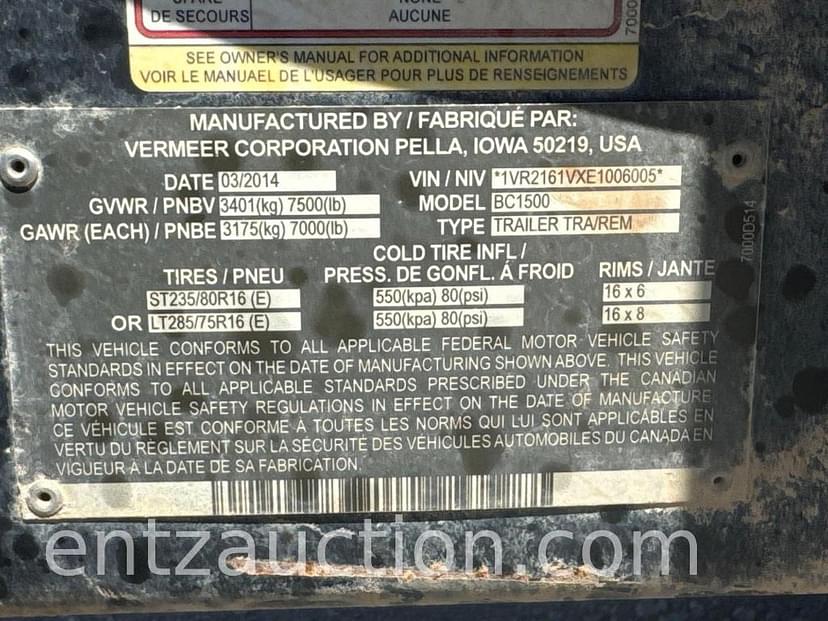 SPARE
DE SECOURS
NONE
AUCUNE
7000
SEE OWNER'S MANUAL FOR ADDITIONAL INFORMATION
VOIR LE MANUAEL DE L'USAGER POUR PLUS DE RENSEIGNEMENTS
MANUFACTURED BY / FABRIQUÉ PAR:
VERMEER CORPORATION PELLA, IOWA 50219, USA
DATE 03/2014 VIN / NIV *1VR2161VXE1006005*
GVWR / PNBV 3401(kg) 7500(lb) MODEL BC1500
GAWR (EACH) / PNBE 3175(kg) 7000(lb) TYPE TRAILER TRA/REM
COLD TIRE INFL /
TIRES / PNEU PRESS. DE GONFL. Á FROID RIMS / JANTE
ST235/80R16 (E) 550(kpa) 80(psi) 16 x 6
OR LT285/75R16 (E) 550(kpa) 80(psi) 16 x 8
7000D514
THIS VEHICLE CONFORMS TO ALL APPLICABLE FEDERAL MOTOR VEHICLE SAFETY
STANDARDS IN EFFECT ON THE DATE OF MANUFACTURING SHOWN ABOVE. THIS VEHICLE
CONFORMS TO ALL APPLICABLE STANDARDS PRESCRIBED UNDER THE CANADIAN
MOTOR VEHICLE SAFETY REGULATIONS IN EFFECT ON THE DATE OF MANUFACTURE.
CE VÉHICULE EST CONFORME À TOUTES LES NORMS QUI LUI SONT APPLICABLES EN
VERTU DU RÈGLEMENT SUR LA SÉCURITÉ DES VÉHICULES AUTOMOBILES DU CANADA EN
VIGUEUR À LA DATE DE SA FABRICATION.
entzauction.com